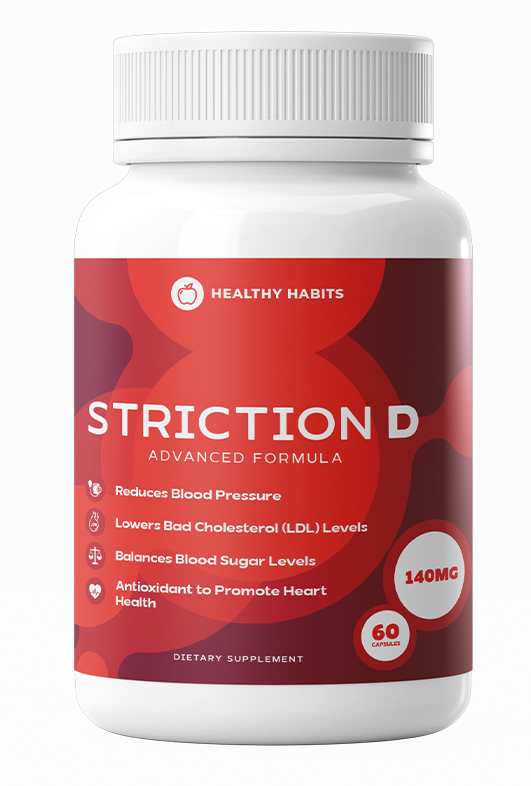 HEALTHY HABITS
STRICTION D
ADVANCED FORMULA
Reduces Blood Pressure
Lowers Bad Cholesterol (LDL) Levels
Balances Blood Sugar Levels
Antioxidant to Promote Heart
Health
140MG
60
CAPSULES
DIETARY SUPPLEMENT